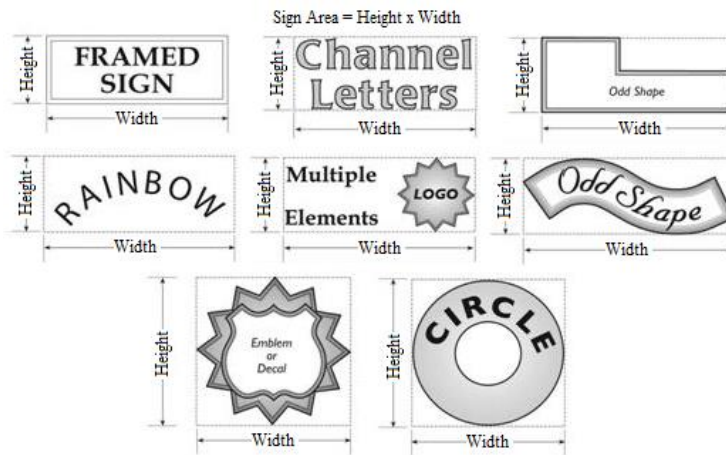 Sign Area = Height x Width
Height
FRAMED
SIGN
Width
Height
Channel
Letters
Width
Height
Odd Shape
Width
Height
RAINBOW
Width
Height
Multiple
Elements
LOGO
Width
Height
Odd Shape
Width
Height
Emblem
or
Decal
Width
Height
CIRCLE
Width